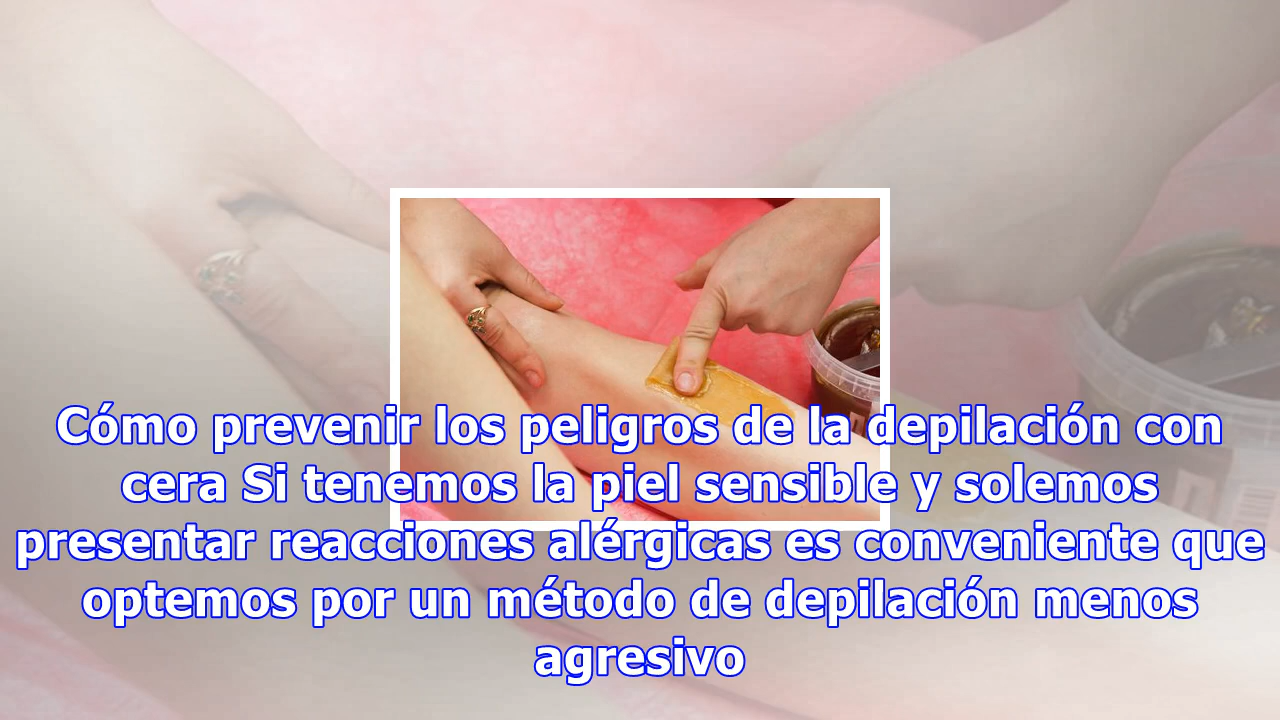 Cómo prevenir los peligros de la depilación con
cera Si tenemos la piel sensible y solemos
presentar reacciones alérgicas es conveniente que
optemos por un método de depilación menos
agresivo